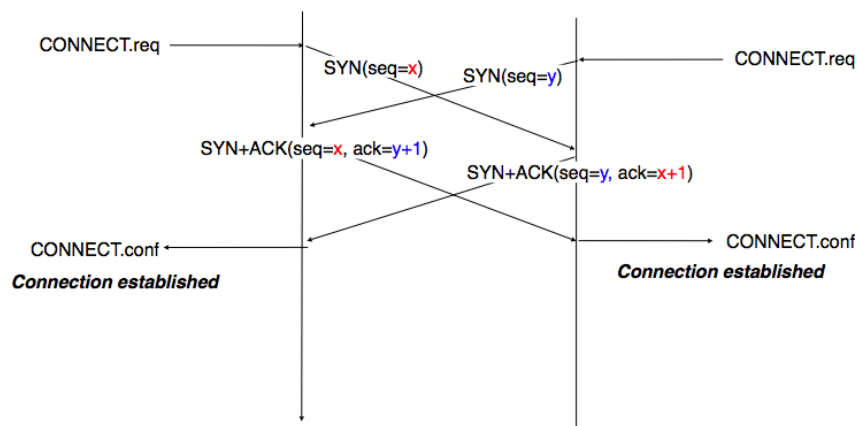 CONNECT.req
SYN(seq=x)
SYN(seq=y)
CONNECT.req
SYN+ACK(seq=x, ack=y+1)
SYN+ACK(seq=y, ack=x+1)
CONNECT.conf
Connection established
CONNECT.conf
Connection established